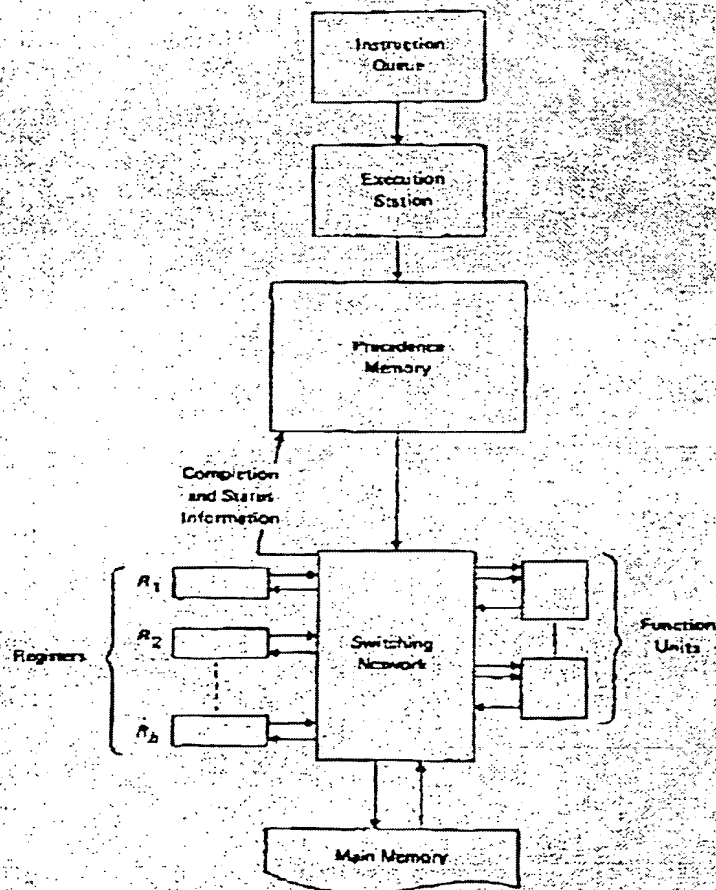 Instruction
Queue
Execution
Station
Precedence
Memory
Completion
and Status
Information
R1
R2
Rb
Registers
Switching
Network
Function
Units
Main Memory